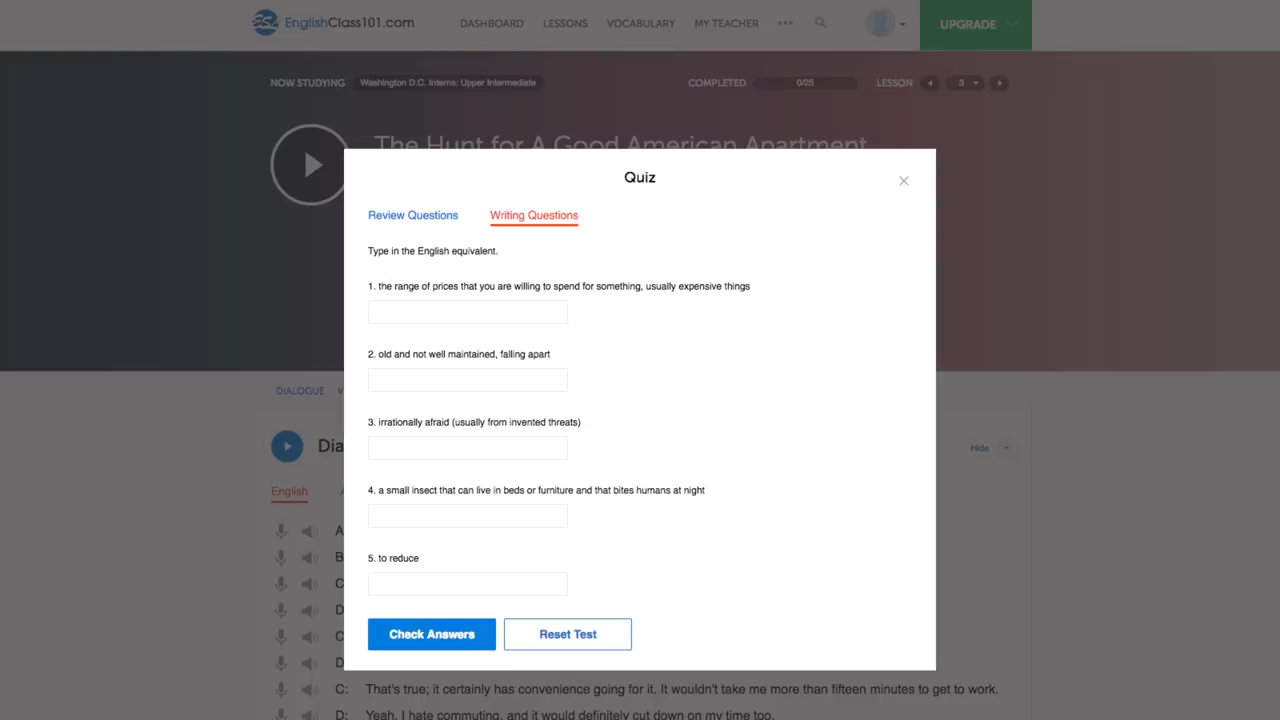 EnglishClass101.com
DASHBOARD LESSONS VOCABULARY MY TEACHER UPGRADE
NOW STUDYING Washington D.C. Interns: Upper Intermediate COMPLETED 0/25 LESSON 3
The Hunt for A Good American Apartment
Quiz
Review Questions Writing Questions
Type in the English equivalent.
1. the range of prices that you are willing to spend for something, usually expensive things
2. old and not well maintained, falling apart
3. irrationally afraid (usually from invented threats)
DIALOGUE V
Dia
Hide
4. a small insect that can live in beds or furniture and that bites humans at night
English A
A
B
5. to reduce
C
D
C
Check Answers Reset Test
D
C: That's true; it certainly has convenience going for it. It wouldn't take me more than fifteen minutes to get to work.
D: Yeah, I hate commuting, and it would definitely cut down on my time too.